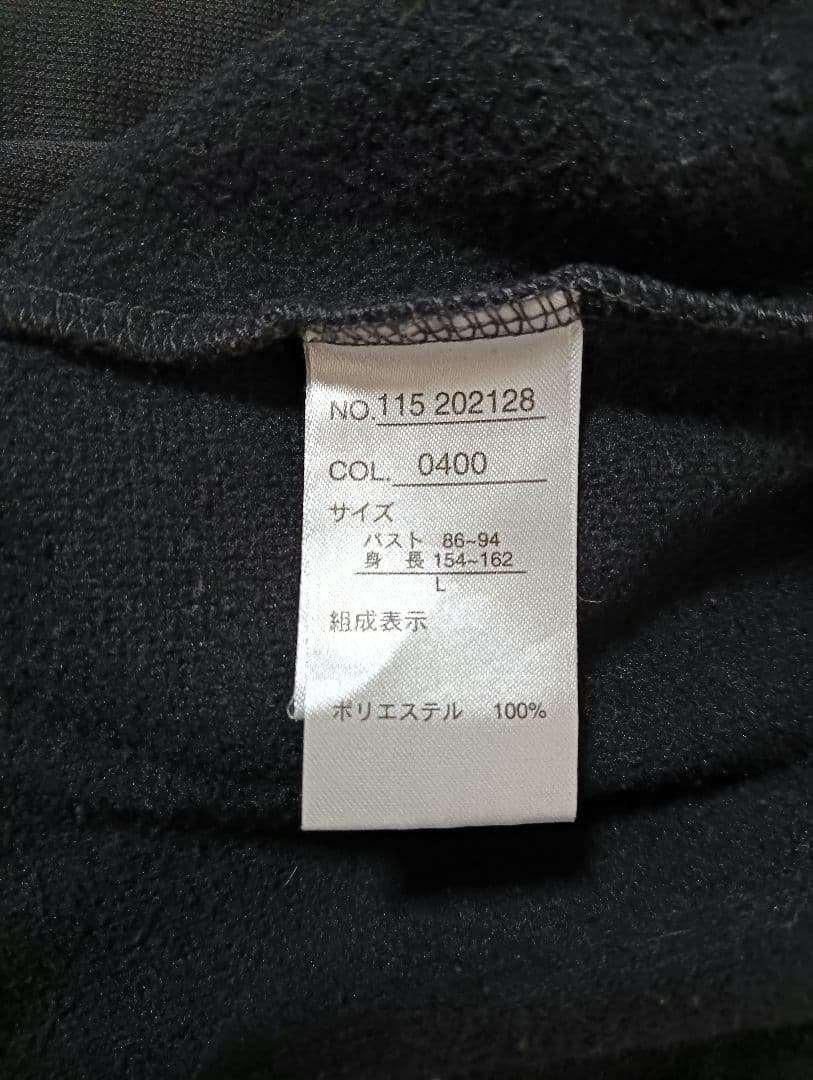 NO.115 202128
COL. 0400
サイズ
バスト 86~94
身 長 154~162
L
組成表示
ポリエステル 100%